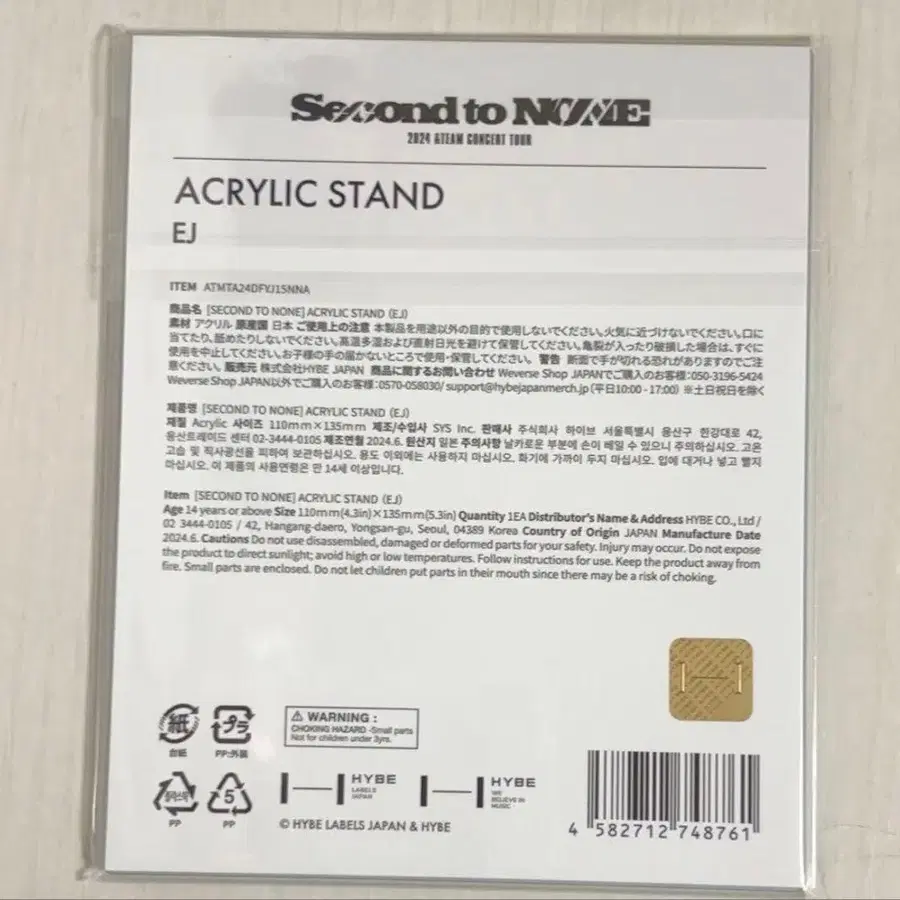 Second to NONE
2024 &TEAM CONCERT TOUR
ACRYLIC STAND
EJ
ITEM ATMTA24DFYJ15NNA
商品名 [SECOND TO NONE] ACRYLIC STAND (EJ)
素材 アクリル 原産国 日本 ご使用上の注意 本製品を用途以外の目的で使用しないでください。火気に近づけないでください。口に
当てたり、舐めたりしないでください。高温多湿および直射日光を避けて保管してください。亀裂が入ったり破損した場合は、すぐに
使用を中止してください。お子様の手の届かないところで使用・保管してください。 警告 断面で手が切れる恐れがありますのでご注
意ください。 販売元 株式会社HYBE JAPAN 商品に関するお問い合わせ Weverse Shop JAPANでご購入のお客様:050-3196-5424
Weverse Shop JAPAN以外でご購入のお客様:0570-058030/ support@hybejapanmerch.jp (平日10:00 - 17:00) ※土日祝日を除く
제품명 [SECOND TO NONE] ACRYLIC STAND (EJ)
재질 Acrylic 사이즈 110mm×135mm 제조/수입사 SYS Inc. 판매사 주식회사 하이브 서울특별시 용산구 한강대로 42,
용산트레이드 센터 02-3444-0105 제조연월 2024.6. 원산지 일본 주의사항 날카로운 부분에 손이 베일 수 있으니 주의하십시오. 고온
고습 및 직사광선을 피하여 보관하십시오. 용도 이외에는 사용하지 마십시오. 화기에 가까이 두지 마십시오. 입에 대거나 넣고 빨지
마십시오. 이 제품의 사용연령은 만 14세 이상입니다.
Item [SECOND TO NONE] ACRYLIC STAND (EJ)
Age 14 years or above Size 110mm(4.3in)×135mm(5.3in) Quantity 1EA Distributor's Name & Address HYBE CO., Ltd /
02 3444-0105 / 42, Hangang-daero, Yongsan-gu, Seoul, 04389 Korea Country of Origin JAPAN Manufacture Date
2024.6. Cautions Do not use disassembled, damaged or deformed parts for your safety. Injury may occur. Do not expose
the product to direct sunlight; avoid high or low temperatures. Follow instructions for use. Keep the product away from
fire. Small parts are enclosed. Do not let children put parts in their mouth since there may be a risk of choking.
紙
台紙
プラ
PP:外装
WARNING :
CHOKING HAZARD -Small parts
Not for children under 3yrs.
PP
5
PP
HYBE
LABELS
JAPAN
HYBE
WE
BELIEVE IN
MUSIC
© HYBE LABELS JAPAN & HYBE
4 582712 748761